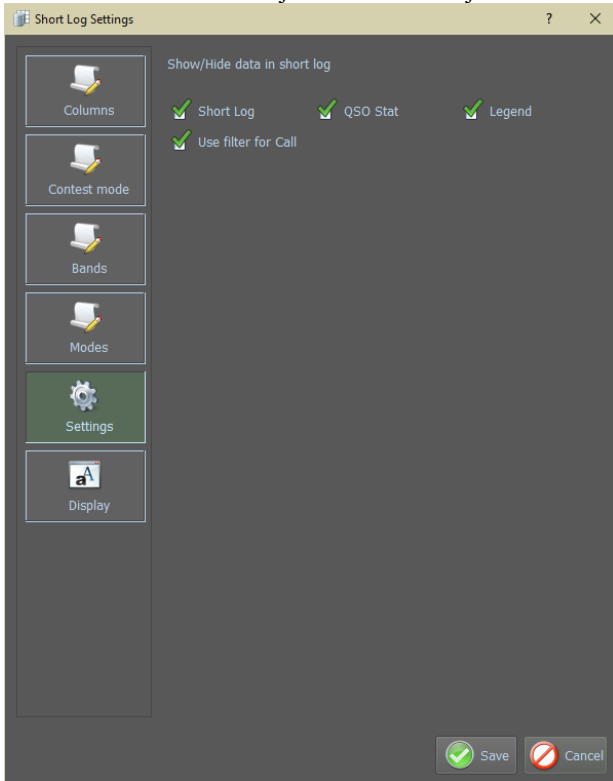 Short Log Settings ?
Columns
Contest mode
Bands
Modes
Settings
aA
Display
Show/Hide data in short log
Short Log QSO Stat Legend
Use filter for Call
Save Cancel